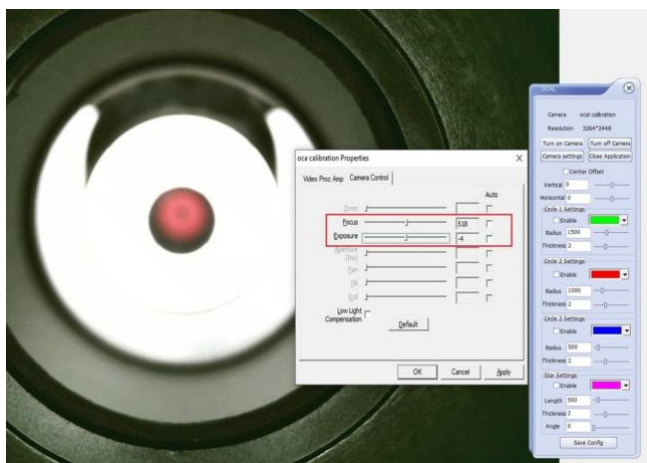 OCAL
Camera ocal calibration
Resolution 3264*2448
Turn on Camera Turn off Camera
Camera settings Close Application
Center Offset
Vertical 0
Horizontal 0
Circle 1 Settings
Enable
Radius 1500
Thickness 2
Circle 2 Settings
Enable
Radius 1000
Thickness 2
Circle 3 Settings
Enable
Radius 500
Thickness 2
Star Settings
Enable
Length 500
Thickness 2
Angle 0
Save Config
oca calibration Properties X
Video Proc Amp Camera Control
Auto
Zoom
Focus 518
Exposure -4
Aperture
(Iris)
Pan
Tilt
Roll
Low Light
Compensation
Default
OK Cancel Apply